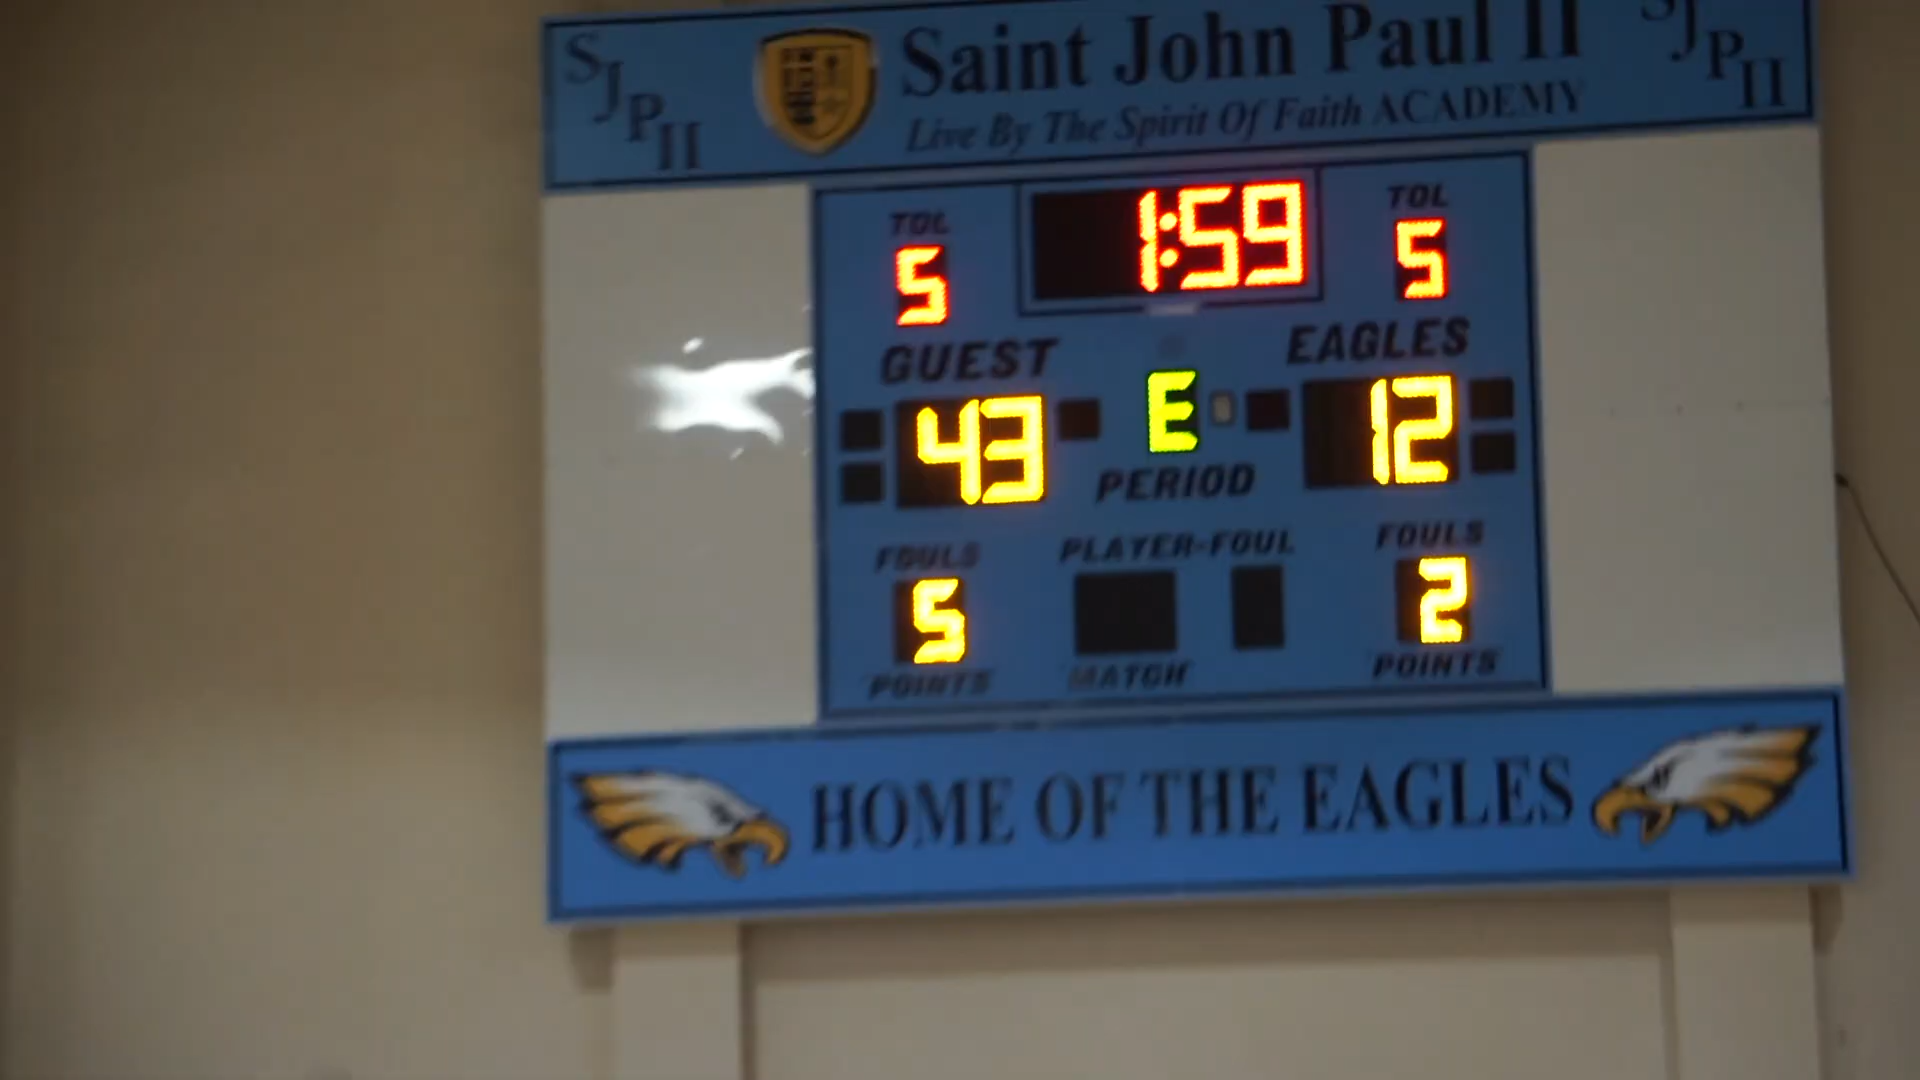 SJPII
Saint John Paul II
SJPII
Live By The Spirit Of Faith ACADEMY
TOL
1:59
TOL
5
5
GUEST
EAGLES
43
E
12
PERIOD
FOULS
PLAYER-FOUL
FOULS
5
2
POINTS
MATCH
POINTS
HOME OF THE EAGLES